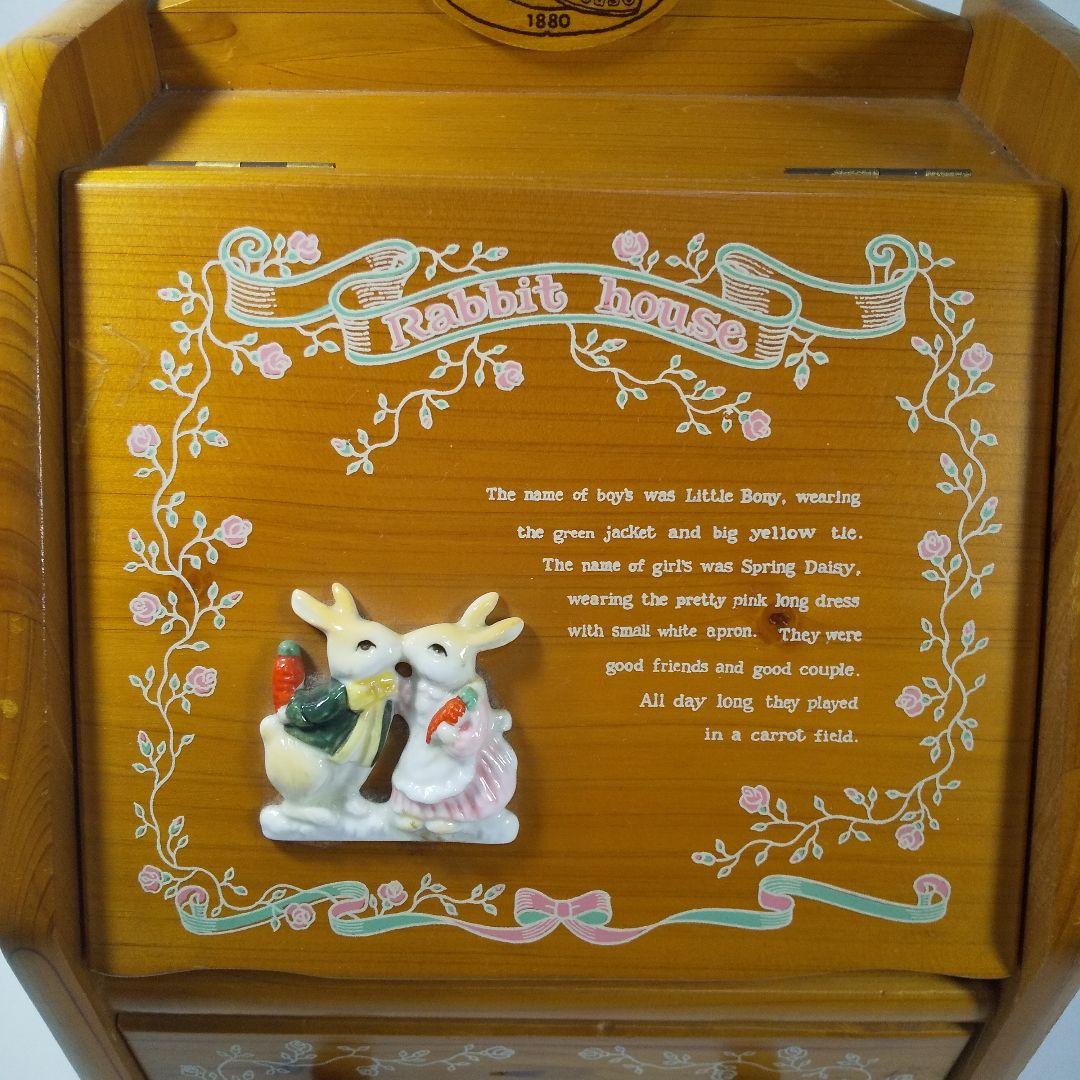 1880
Rabbit house
The name of boy's was Little Bony, wearing
the green jacket and big yellow tie.
The name of girl's was Spring Daisy,
wearing the pretty pink long dress
with small white apron. They were
good friends and good couple.
All day long they played
in a carrot field.